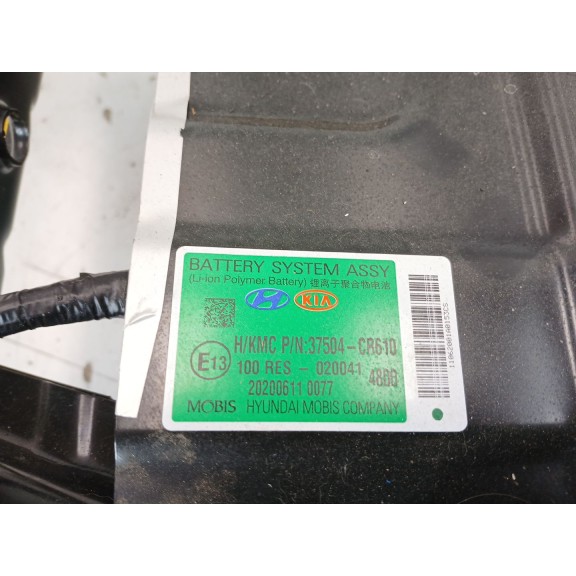 BATTERY SYSTEM ASSY
(Li-ion Polymer Battery) 锂离子聚合物电池
KIA
H/KMC P/N:37504-CR610
E13
100 RES - 020041
480G
20200611 0077
MOBIS HYUNDAI MOBIS COMPANY